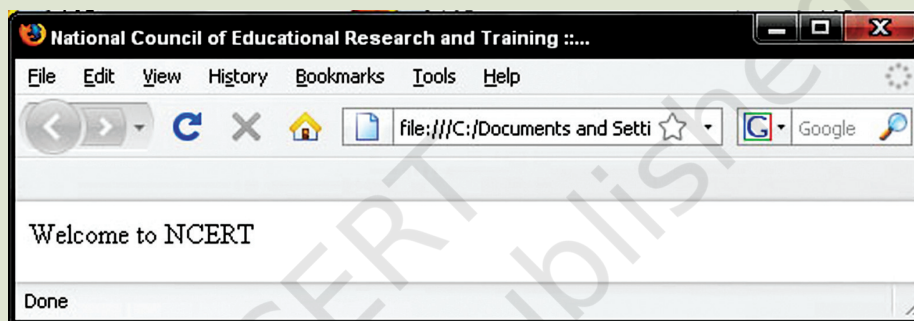 National Council of Educational Research and Training ::...
File Edit View History Bookmarks Tools Help
file:///C:/Documents and Setti G Google
Welcome to NCERT
Done